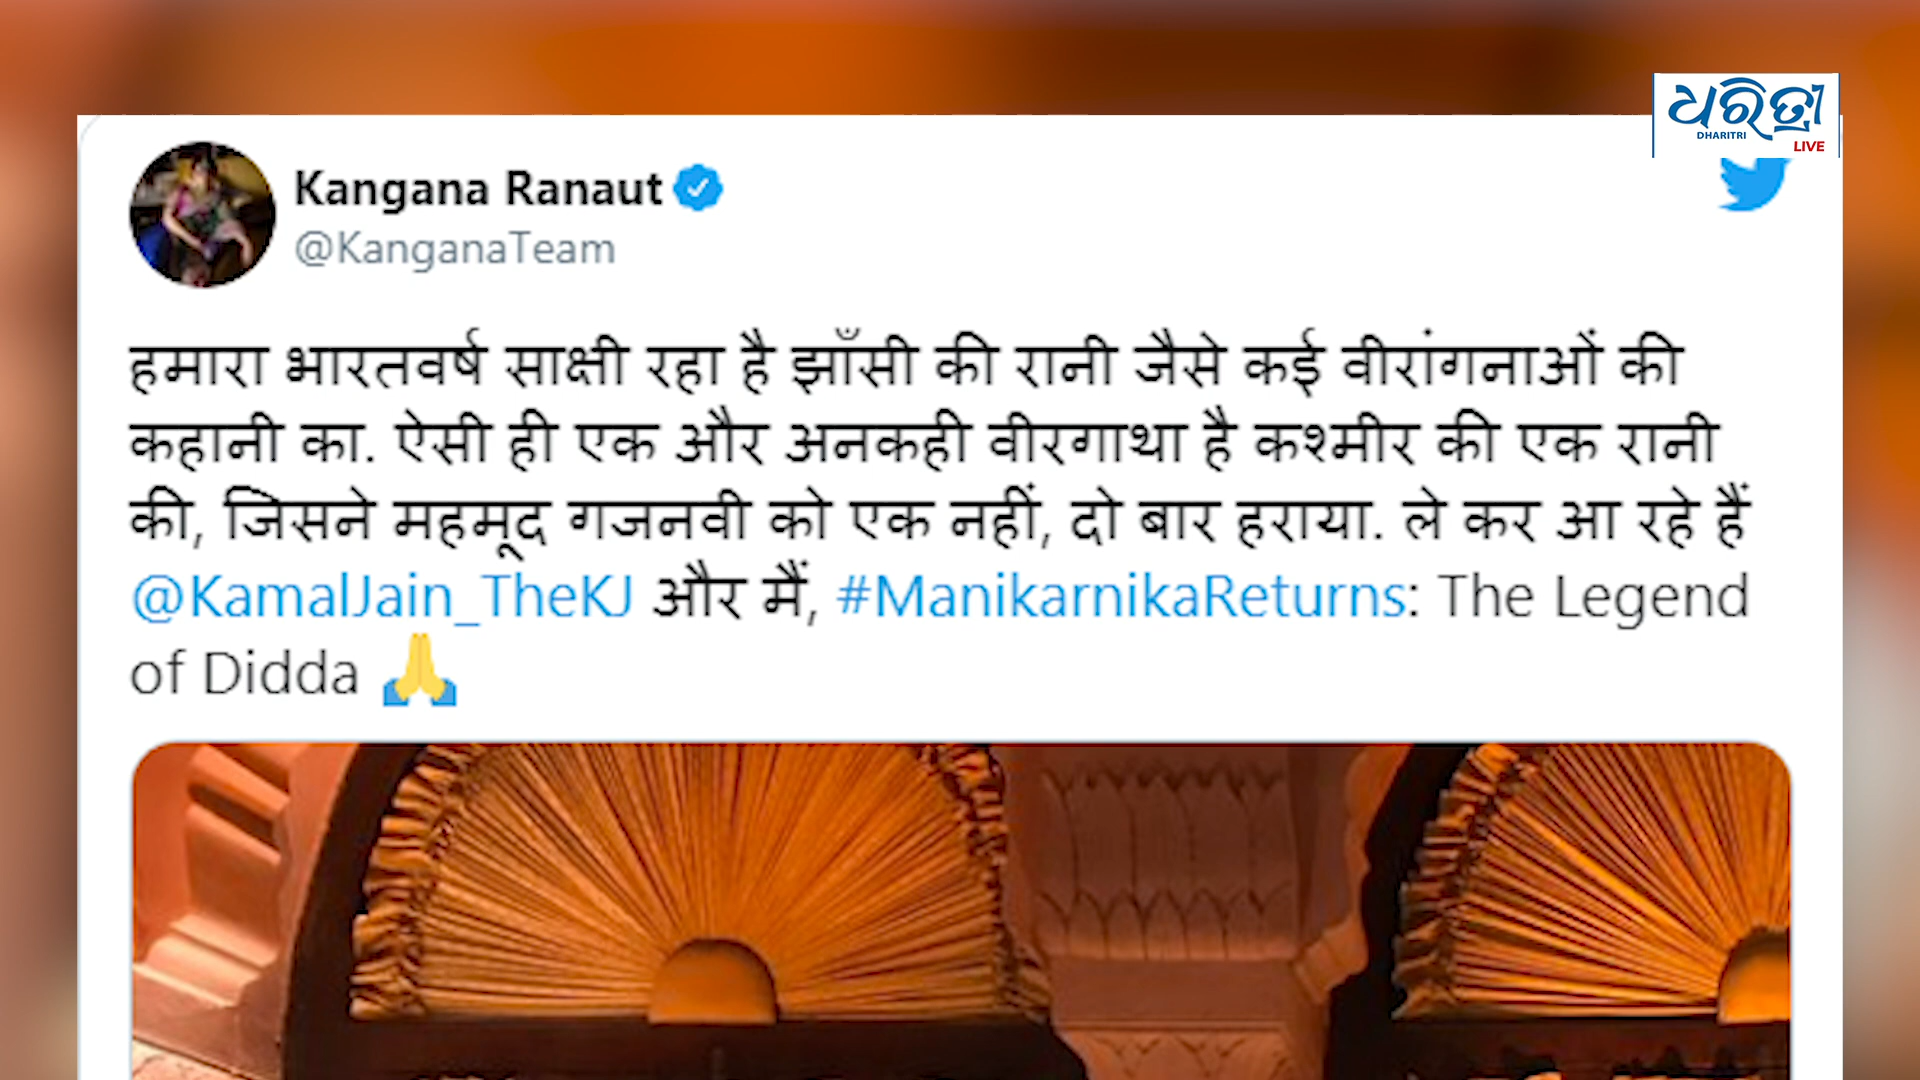 ଧରିତ୍ରୀ
DHARITRI
LIVE
Kangana Ranaut
@KanganaTeam
हमारा भारतवर्ष साक्षी रहा है झाँसी की रानी जैसे कई वीरांगनाओं की
कहानी का. ऐसी ही एक और अनकही वीरगाथा है कश्मीर की एक रानी
की, जिसने महमूद गजनवी को एक नहीं, दो बार हराया. ले कर आ रहे हैं
@KamalJain_TheKJ और मैं, #ManikarnikaReturns: The Legend
of Didda 🙏